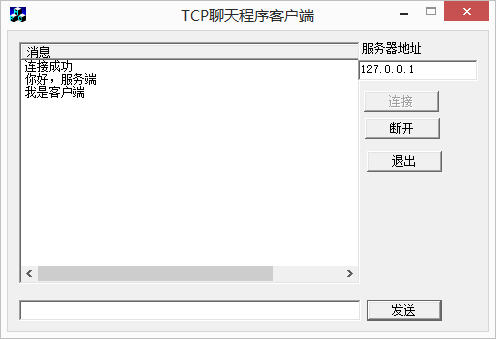 TCP聊天程序客户端
消息
连接成功
你好，服务端
我是客户端
服务器地址
127.0.0.1
连接
断开
退出
发送